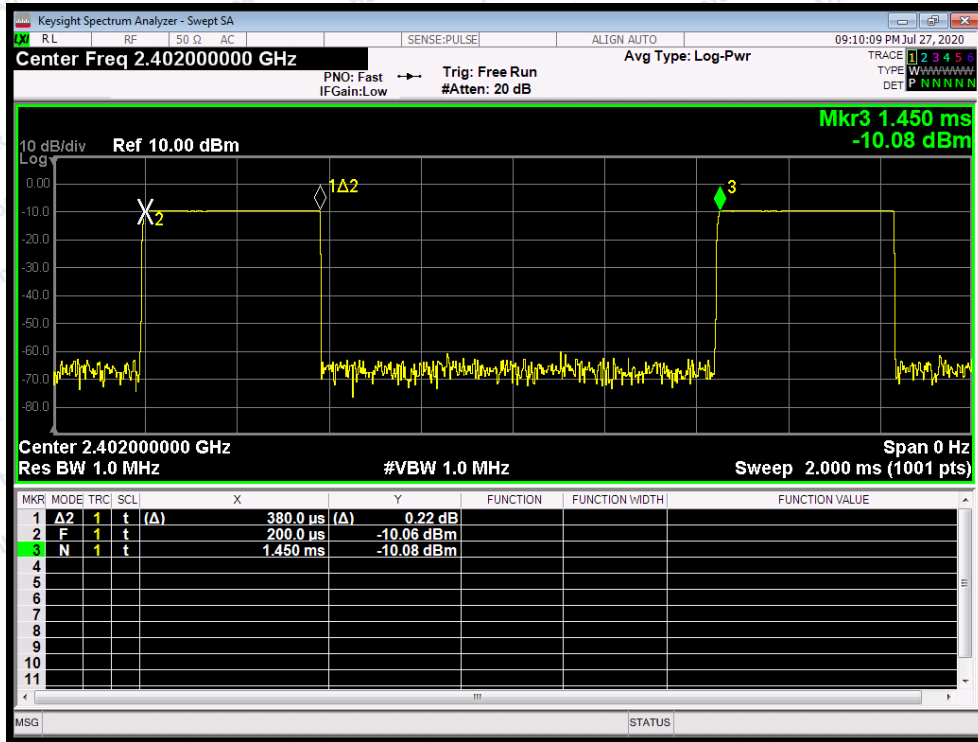 Keysight Spectrum Analyzer - Swept SA
LXI RL RF 50 Ω AC SENSE:PULSE ALIGN AUTO 09:10:09 PM Jul 27, 2020
Center Freq 2.402000000 GHz Avg Type: Log-Pwr TRACE 1 2 3 4 5 6
PNO: Fast Trig: Free Run TYPE WWWWWW
IFGain:Low #Atten: 20 dB DET P N N N N N
Mkr3 1.450 ms
10 dB/div Ref 10.00 dBm -10.08 dBm
Log
0.00
1Δ2
3
-10.0
2
-20.0
-30.0
-40.0
-50.0
-60.0
-70.0
-80.0
Center 2.402000000 GHz Span 0 Hz
Res BW 1.0 MHz #VBW 1.0 MHz Sweep 2.000 ms (1001 pts)
MKR MODE TRC SCL X Y FUNCTION FUNCTION WIDTH FUNCTION VALUE
1 Δ2 1 t (Δ) 380.0 µs (Δ) 0.22 dB
2 F 1 t 200.0 µs -10.06 dBm
3 N 1 t 1.450 ms -10.08 dBm
4
5
6
7
8
9
10
11
MSG STATUS